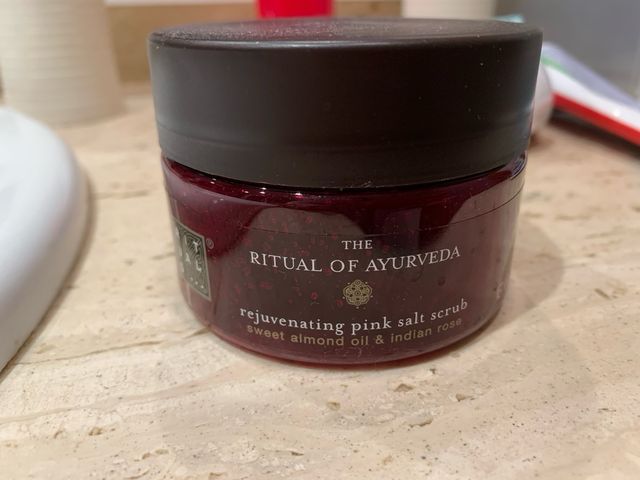 THE
RITUAL OF AYURVEDA
rejuvenating pink salt scrub
sweet almond oil & indian rose